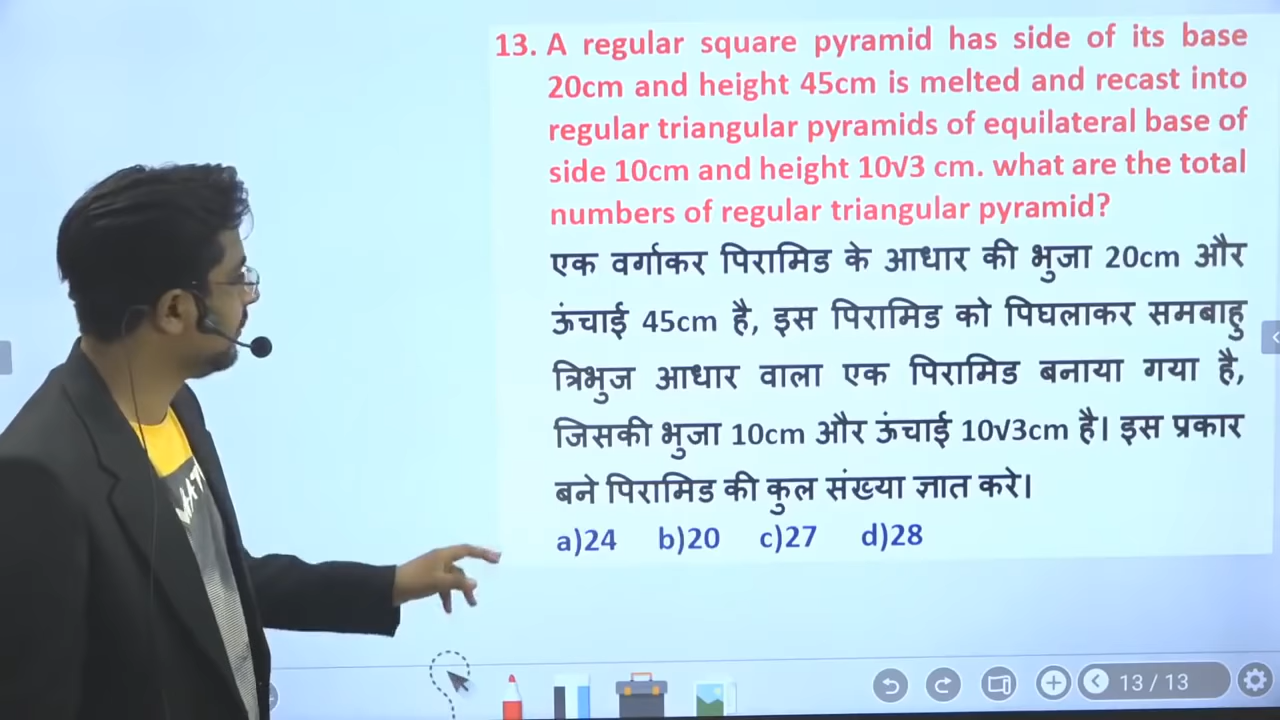 13. A regular square pyramid has side of its base
20cm and height 45cm is melted and recast into
regular triangular pyramids of equilateral base of
side 10cm and height 10√3 cm. what are the total
numbers of regular triangular pyramid?
एक वर्गाकर पिरामिड के आधार की भुजा 20cm और
ऊंचाई 45cm है, इस पिरामिड को पिघलाकर समबाहु
त्रिभुज आधार वाला एक पिरामिड बनाया गया है,
जिसकी भुजा 10cm और ऊंचाई 10√3cm है। इस प्रकार
बने पिरामिड की कुल संख्या ज्ञात करे।
a)24 b)20 c)27 d)28
13 / 13